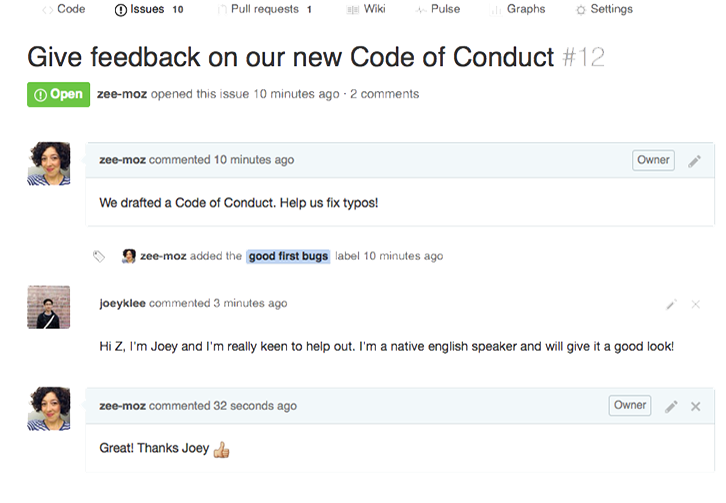 Code Issues 10 Pull requests 1 Wiki Pulse Graphs Settings
Give feedback on our new Code of Conduct #12
Open zee-moz opened this issue 10 minutes ago · 2 comments
zee-moz commented 10 minutes ago Owner
We drafted a Code of Conduct. Help us fix typos!
zee-moz added the good first bugs label 10 minutes ago
joeyklee commented 3 minutes ago
Hi Z, I'm Joey and I'm really keen to help out. I'm a native english speaker and will give it a good look!
zee-moz commented 32 seconds ago Owner
Great! Thanks Joey 👍